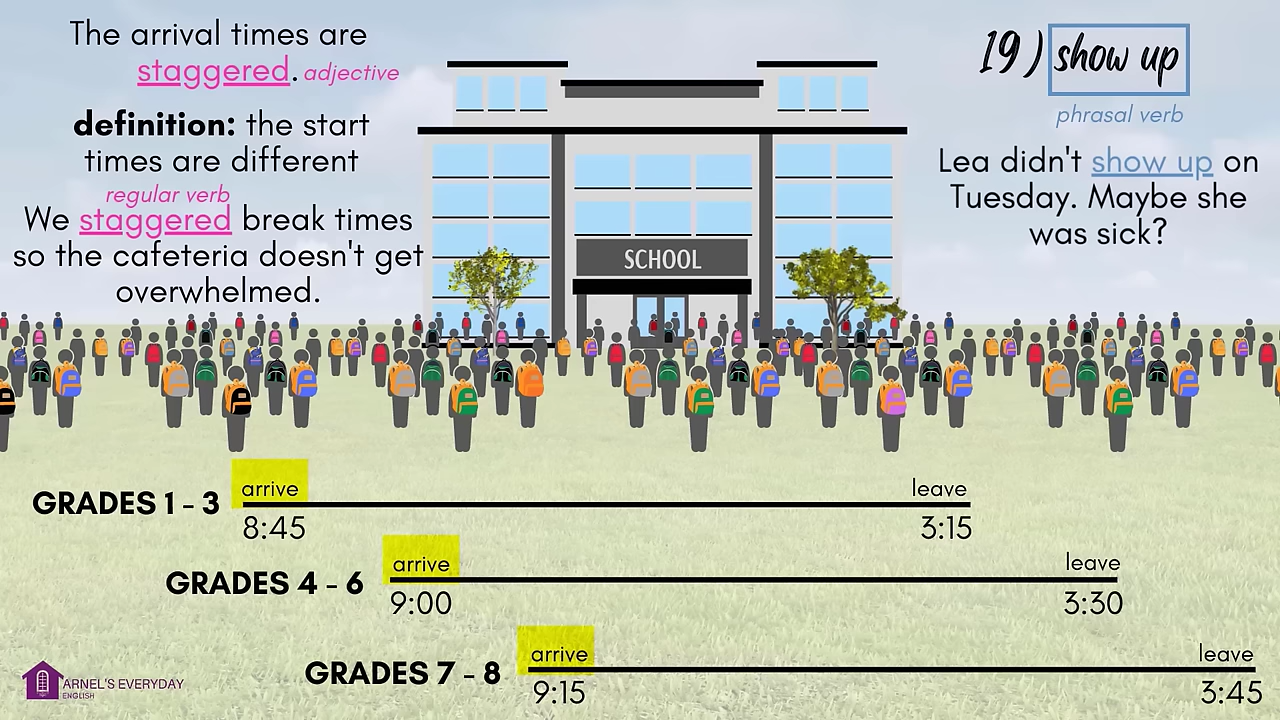 The arrival times are
staggered. adjective
definition: the start
times are different
regular verb
We staggered break times
so the cafeteria doesn't get
overwhelmed.
19) show up
phrasal verb
Lea didn't show up on
Tuesday. Maybe she
was sick?
SCHOOL
GRADES 1 - 3
arrive
leave
8:45
3:15
GRADES 4 - 6
arrive
leave
9:00
3:30
GRADES 7 - 8
arrive
leave
9:15
3:45
ARNEL'S EVERYDAY
ENGLISH